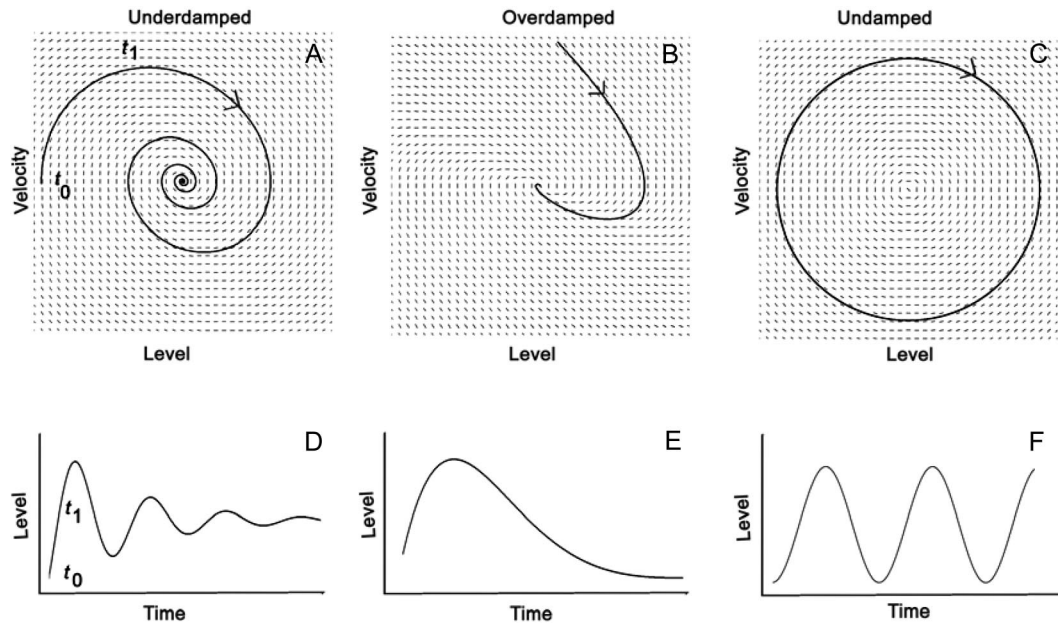 Underdamped
Overdamped
Undamped
A
B
C
t1
t0
Velocity
Velocity
Velocity
Level
Level
Level
D
E
F
t1
t0
Level
Level
Level
Time
Time
Time